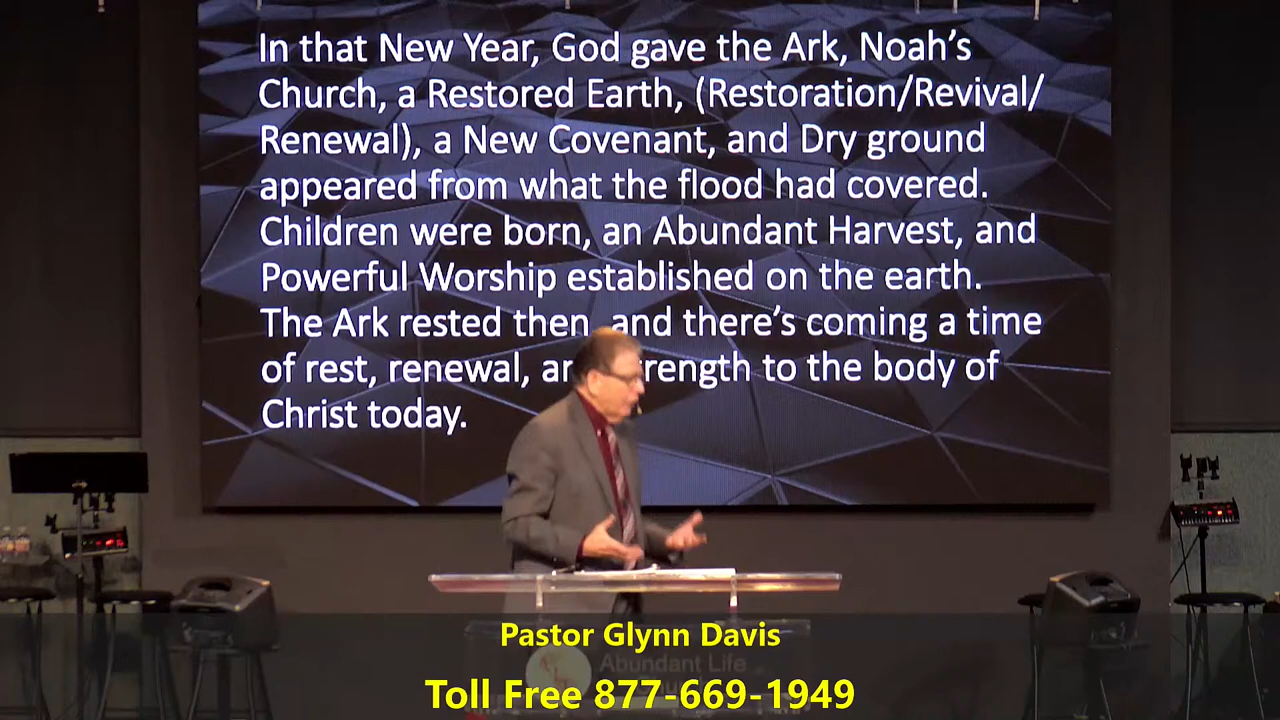 In that New Year, God gave the Ark, Noah's
Church, a Restored Earth, (Restoration/Revival/
Renewal), a New Covenant, and Dry ground
appeared from what the flood had covered.
Children were born, an Abundant Harvest, and
Powerful Worship established on the earth.
The Ark rested then, and there's coming a time
of rest, renewal, and strength to the body of
Christ today.
Pastor Glynn Davis
Abundant Life
Toll Free 877-669-1949